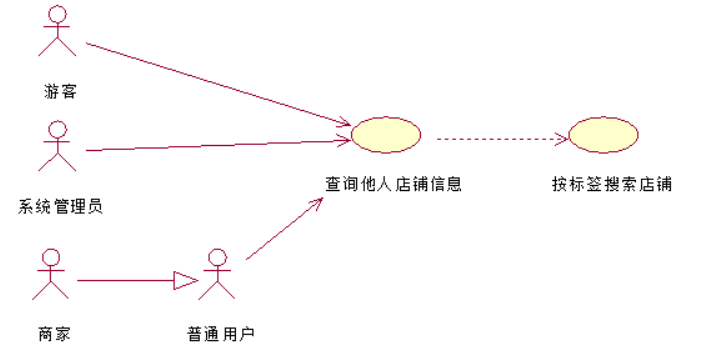 游客
查询他人店铺信息
按标签搜索店铺
系统管理员
商家
普通用户